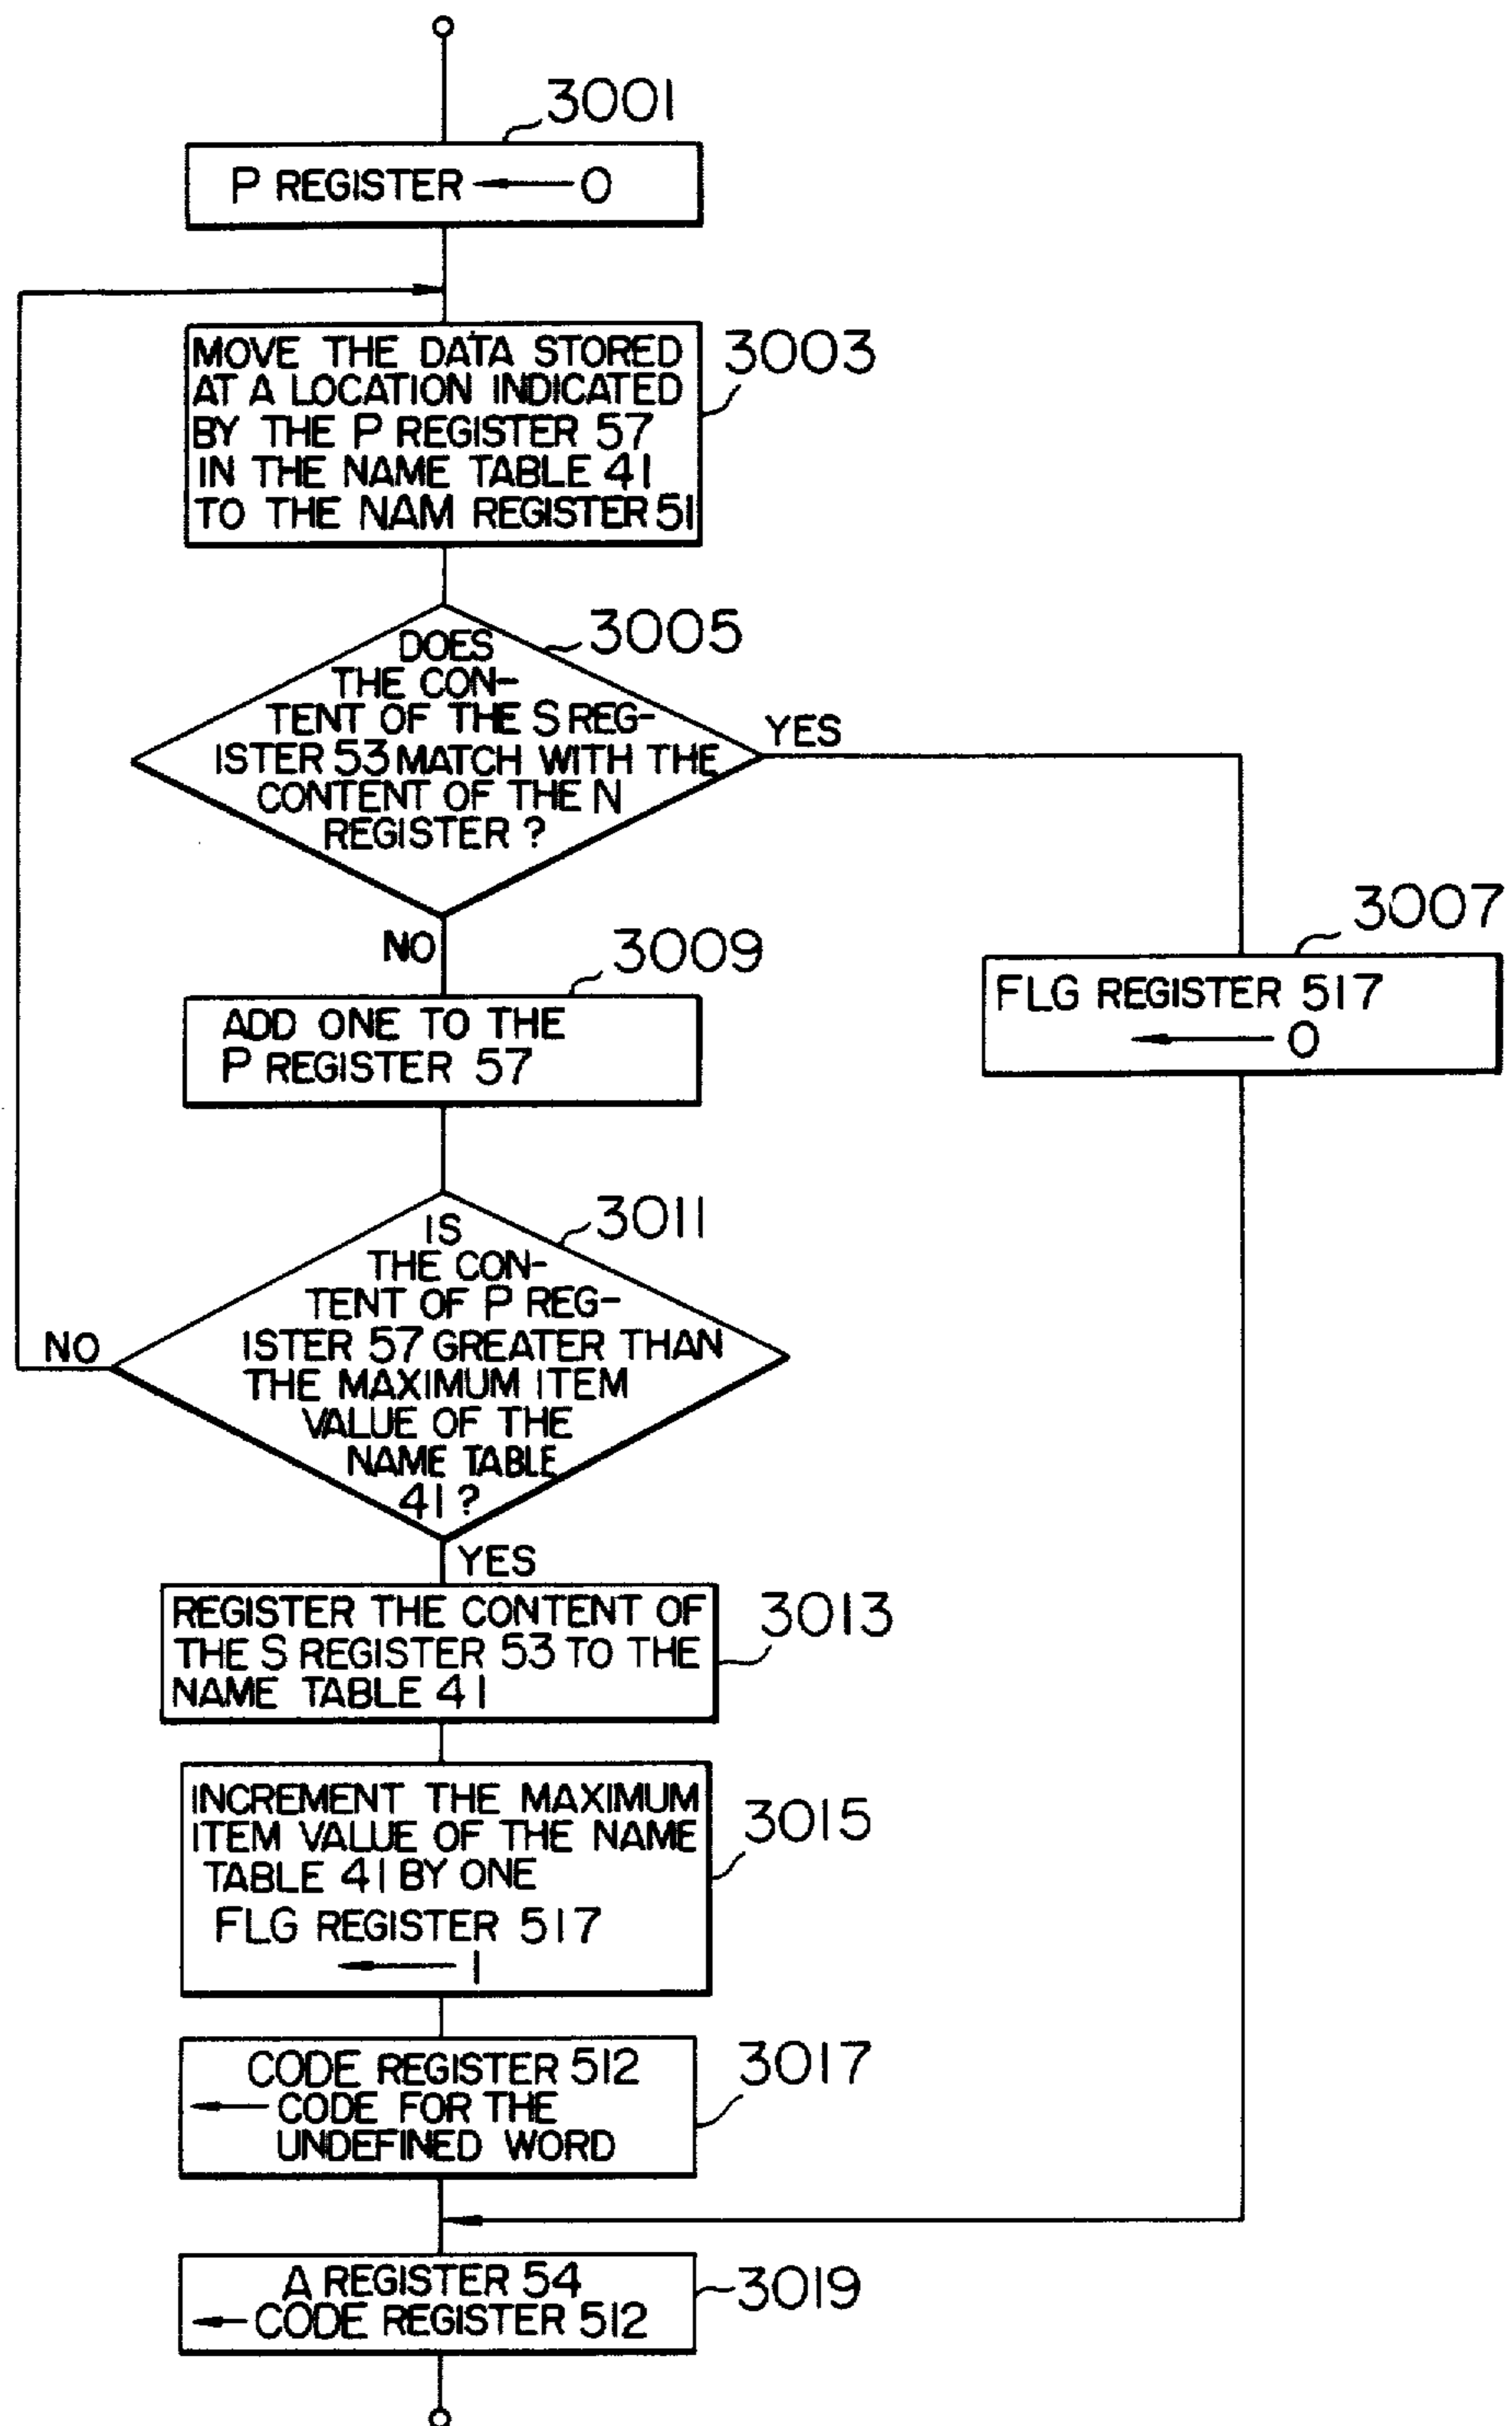 3001
P REGISTER ← 0
MOVE THE DATA STORED
AT A LOCATION INDICATED
BY THE P REGISTER 57
IN THE NAME TABLE 41
TO THE NAM REGISTER 51
3003
3005
DOES
THE CON-
TENT OF THE S REG-
ISTER 53 MATCH WITH THE
CONTENT OF THE N
REGISTER ?
YES
NO
3007
FLG REGISTER 517
← 0
3009
ADD ONE TO THE
P REGISTER 57
3011
IS
THE CON-
TENT OF P REG-
ISTER 57 GREATER THAN
THE MAXIMUM ITEM
VALUE OF THE
NAME TABLE
41 ?
NO
YES
REGISTER THE CONTENT OF
THE S REGISTER 53 TO THE
NAME TABLE 41
3013
INCREMENT THE MAXIMUM
ITEM VALUE OF THE NAME
TABLE 41 BY ONE
FLG REGISTER 517
← 1
3015
CODE REGISTER 512
← CODE FOR THE
UNDEFINED WORD
3017
A REGISTER 54
← CODE REGISTER 512
3019